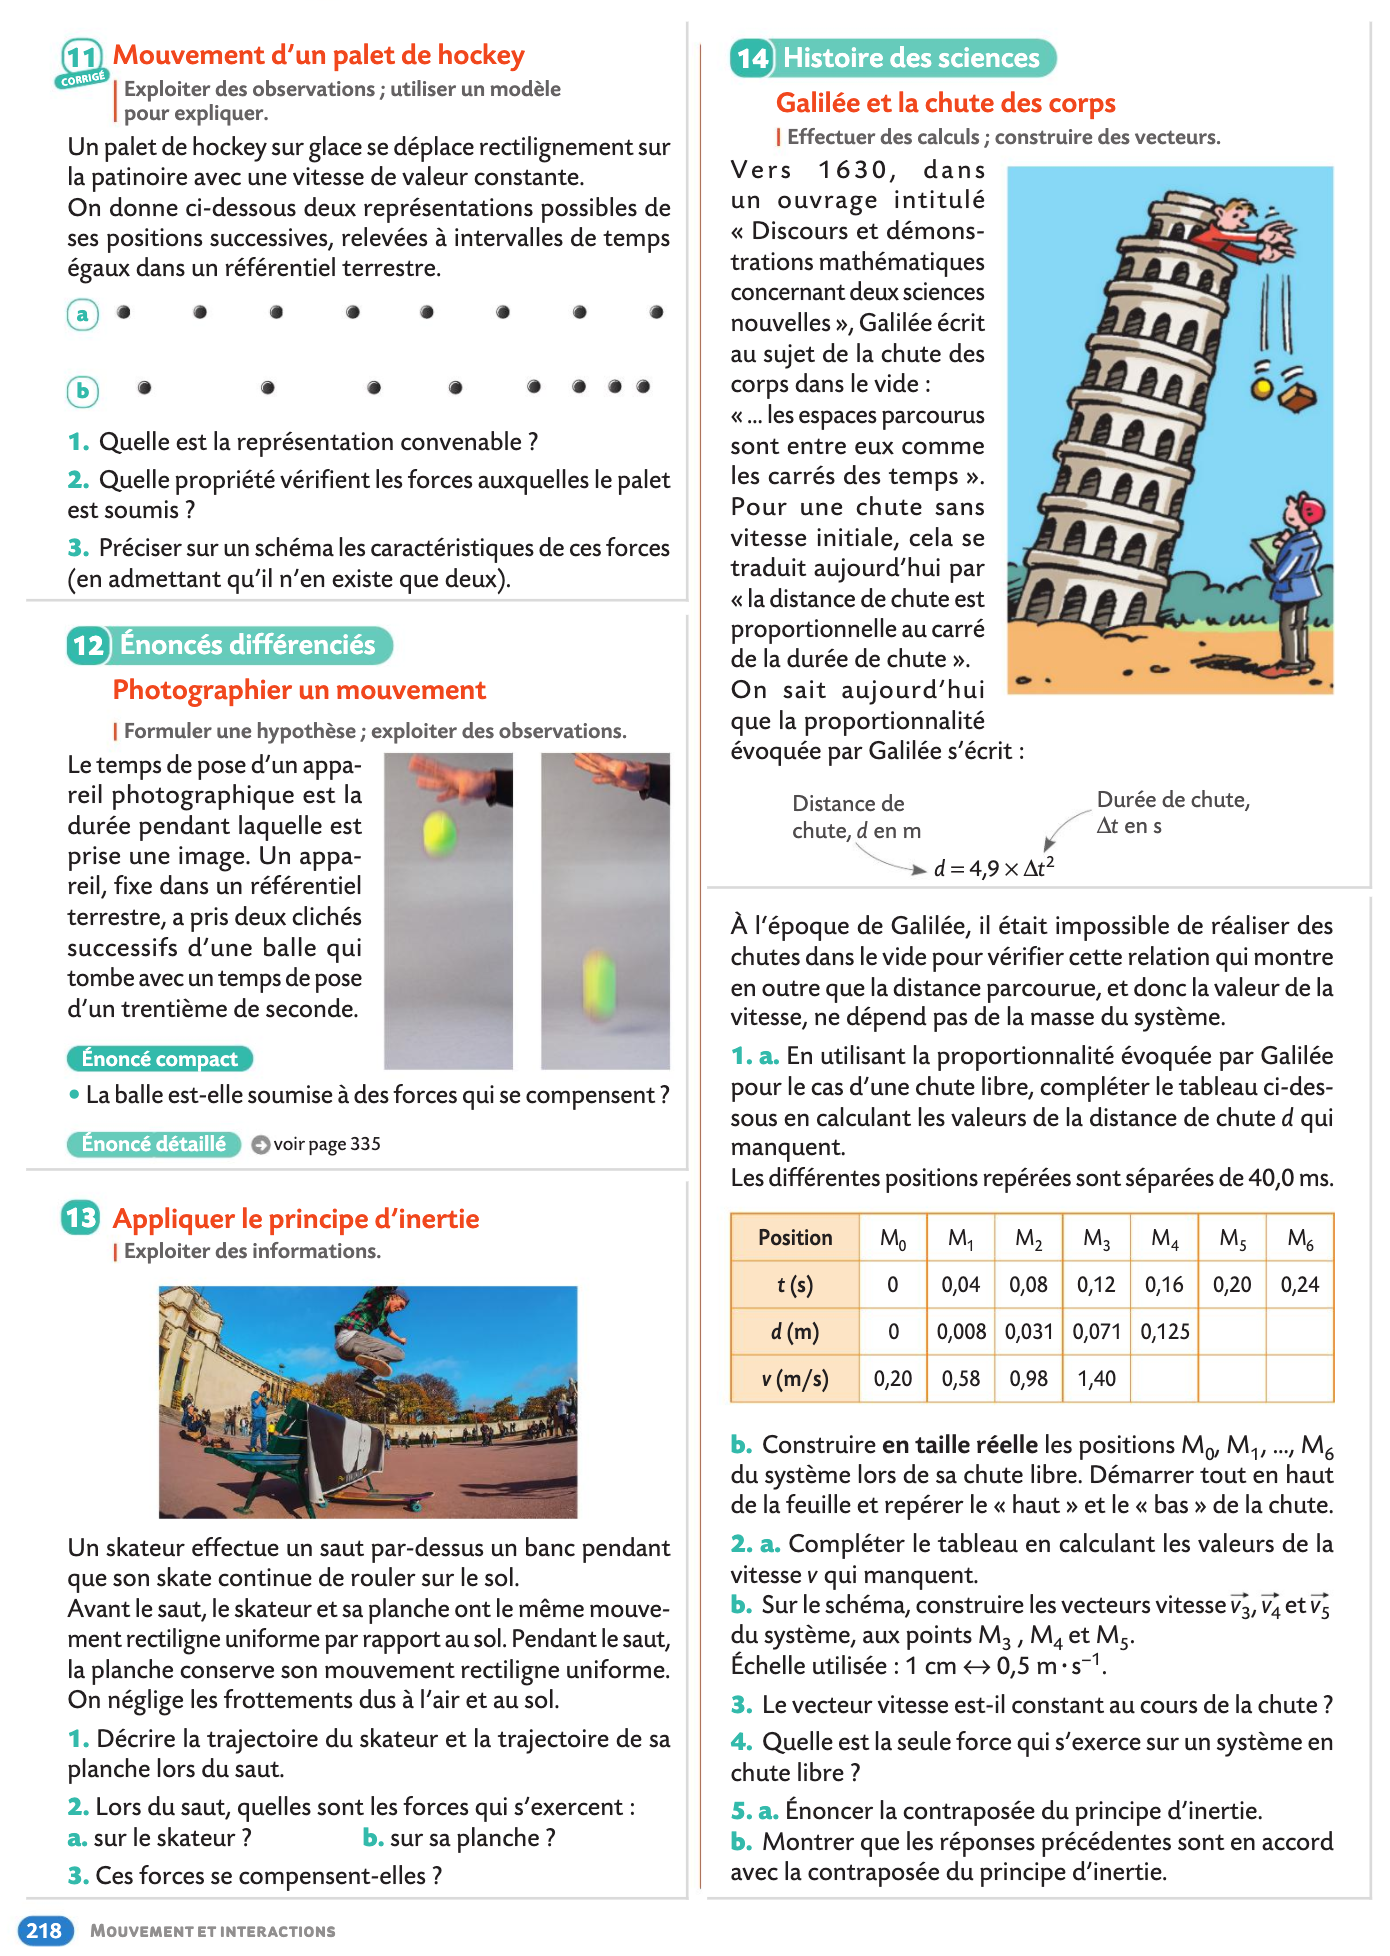 11 Mouvement d’un palet de hockey
CORRIGÉ
Exploiter des observations ; utiliser un modèle
pour expliquer.
Un palet de hockey sur glace se déplace rectilignement sur
la patinoire avec une vitesse de valeur constante.
On donne ci-dessous deux représentations possibles de
ses positions successives, relevées à intervalles de temps
égaux dans un référentiel terrestre.
a
b
1. Quelle est la représentation convenable ?
2. Quelle propriété vérifient les forces auxquelles le palet
est soumis ?
3. Préciser sur un schéma les caractéristiques de ces forces
(en admettant qu’il n’en existe que deux).
12 Énoncés différenciés
Photographier un mouvement
Formuler une hypothèse ; exploiter des observations.
Le temps de pose d’un appa-
reil photographique est la
durée pendant laquelle est
prise une image. Un appa-
reil, fixe dans un référentiel
terrestre, a pris deux clichés
successifs d’une balle qui
tombe avec un temps de pose
d’un trentième de seconde.
Énoncé compact
• La balle est-elle soumise à des forces qui se compensent ?
Énoncé détaillé voir page 335
13 Appliquer le principe d’inertie
Exploiter des informations.
Un skateur effectue un saut par-dessus un banc pendant
que son skate continue de rouler sur le sol.
Avant le saut, le skateur et sa planche ont le même mouve-
ment rectiligne uniforme par rapport au sol. Pendant le saut,
la planche conserve son mouvement rectiligne uniforme.
On néglige les frottements dus à l’air et au sol.
1. Décrire la trajectoire du skateur et la trajectoire de sa
planche lors du saut.
2. Lors du saut, quelles sont les forces qui s’exercent :
a. sur le skateur ? b. sur sa planche ?
3. Ces forces se compensent-elles ?
14 Histoire des sciences
Galilée et la chute des corps
Effectuer des calculs ; construire des vecteurs.
Vers 1630, dans
un ouvrage intitulé
« Discours et démons-
trations mathématiques
concernant deux sciences
nouvelles », Galilée écrit
au sujet de la chute des
corps dans le vide :
« ... les espaces parcourus
sont entre eux comme
les carrés des temps ».
Pour une chute sans
vitesse initiale, cela se
traduit aujourd’hui par
« la distance de chute est
proportionnelle au carré
de la durée de chute ».
On sait aujourd’hui
que la proportionnalité
évoquée par Galilée s’écrit :
Distance de
chute, d en m
Durée de chute,
Δt en s
d = 4,9 × Δt²
À l’époque de Galilée, il était impossible de réaliser des
chutes dans le vide pour vérifier cette relation qui montre
en outre que la distance parcourue, et donc la valeur de la
vitesse, ne dépend pas de la masse du système.
1. a. En utilisant la proportionnalité évoquée par Galilée
pour le cas d’une chute libre, compléter le tableau ci-des-
sous en calculant les valeurs de la distance de chute d qui
manquent.
Les différentes positions repérées sont séparées de 40,0 ms.
Position M₀ M₁ M₂ M₃ M₄ M₅ M₆
t (s) 0 0,04 0,08 0,12 0,16 0,20 0,24
d (m) 0 0,008 0,031 0,071 0,125
v (m/s) 0,20 0,58 0,98 1,40
b. Construire en taille réelle les positions M₀, M₁, ..., M₆
du système lors de sa chute libre. Démarrer tout en haut
de la feuille et repérer le « haut » et le « bas » de la chute.
2. a. Compléter le tableau en calculant les valeurs de la
vitesse v qui manquent.
b. Sur le schéma, construire les vecteurs vitesse v⃗₃, v⃗₄ et v⃗₅
du système, aux points M₃ , M₄ et M₅.
Échelle utilisée : 1 cm ↔ 0,5 m · s⁻¹.
3. Le vecteur vitesse est-il constant au cours de la chute ?
4. Quelle est la seule force qui s’exerce sur un système en
chute libre ?
5. a. Énoncer la contraposée du principe d’inertie.
b. Montrer que les réponses précédentes sont en accord
avec la contraposée du principe d’inertie.
218 MOUVEMENT ET INTERACTIONS